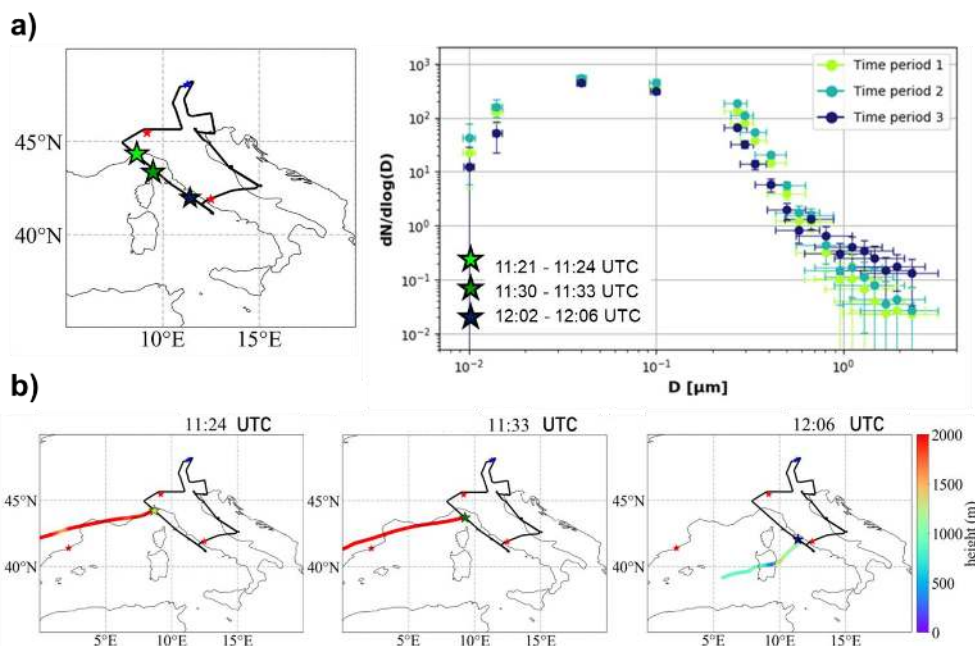 a)
45°N
40°N
10°E 15°E
dN/dlog(D)
10³
10²
10¹
10⁰
10⁻¹
10⁻²
Time period 1
Time period 2
Time period 3
11:21 - 11:24 UTC
11:30 - 11:33 UTC
12:02 - 12:06 UTC
10⁻² 10⁻¹ 10⁰
D [μm]
b)
11:24 UTC
45°N
40°N
5°E 10°E 15°E
11:33 UTC
45°N
40°N
5°E 10°E 15°E
12:06 UTC
45°N
40°N
5°E 10°E 15°E
2000
1500
1000
500
0
height (m)